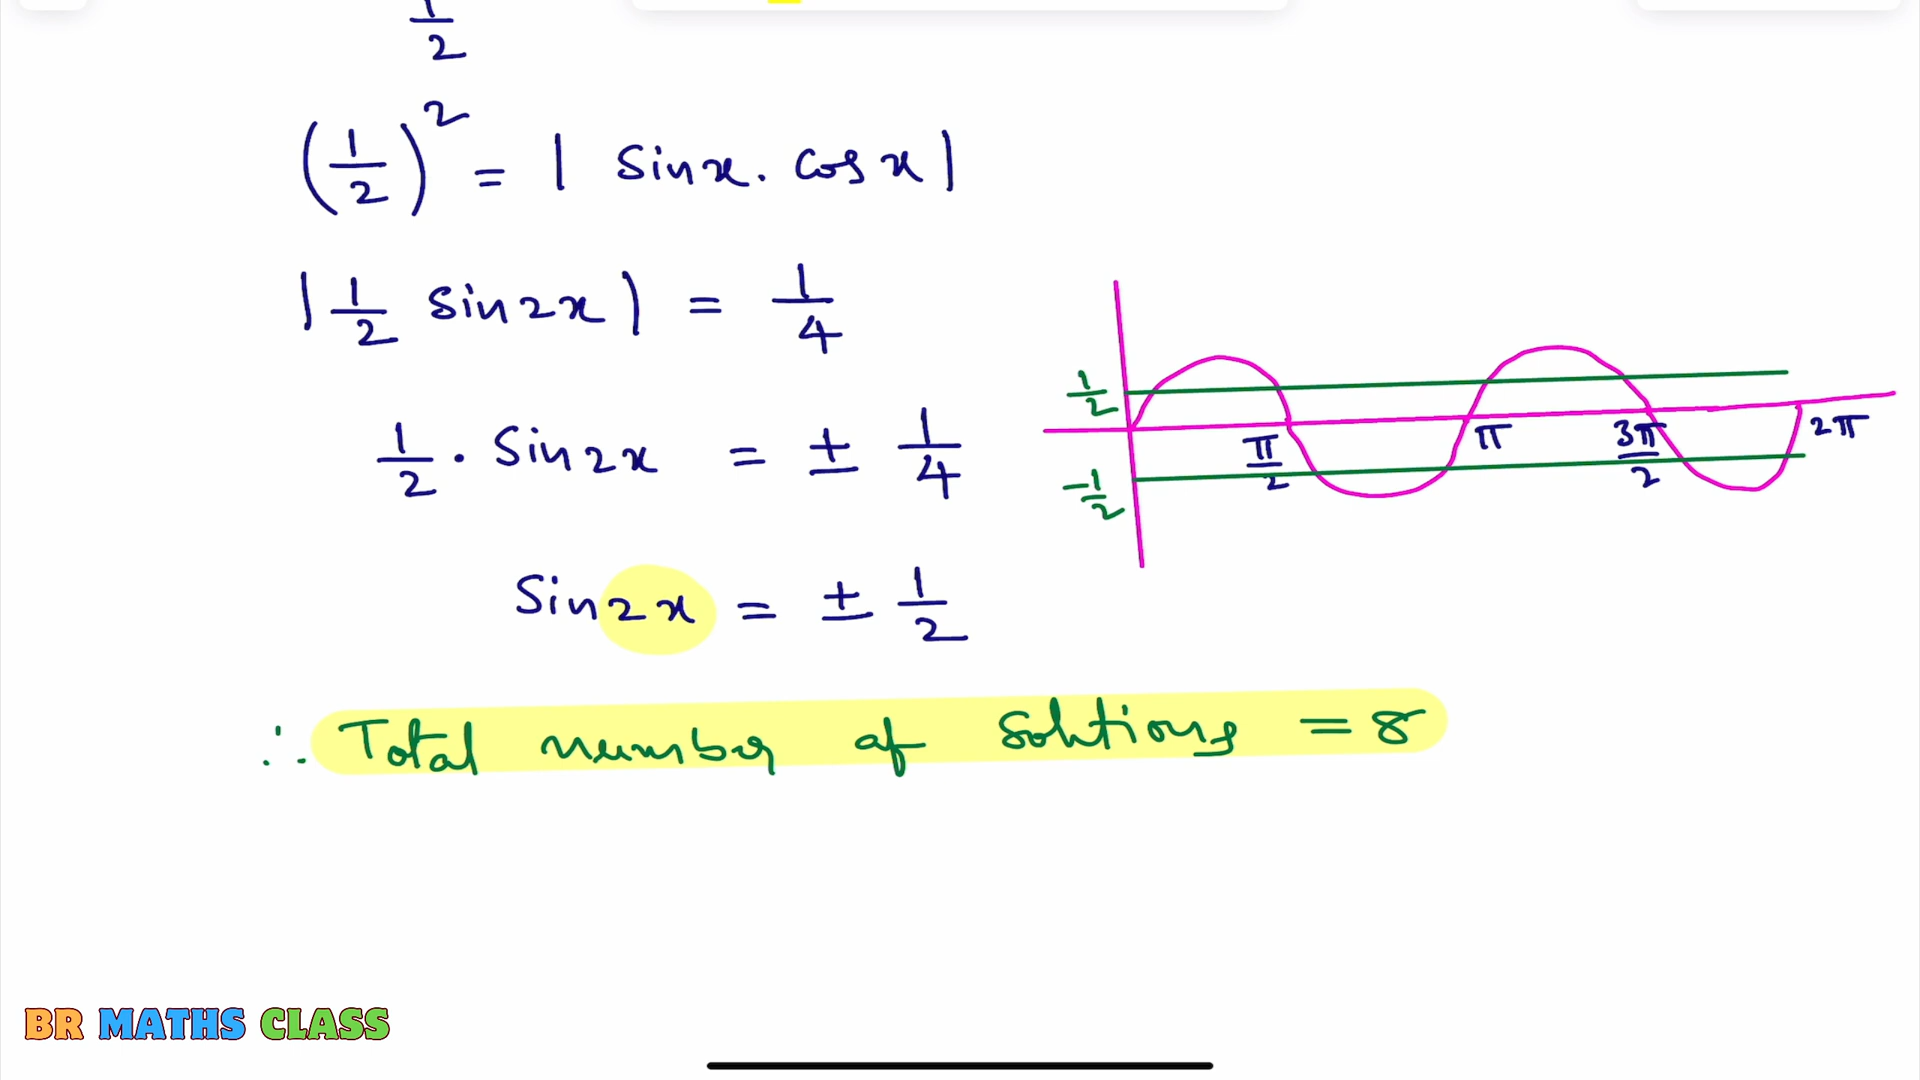 1/2
(1/2)² = | sinx . cosx |
| 1/2 sin2x | = 1/4
1/2 . sin2x = ± 1/4
1/2
-1/2
π/2
π
3π/2
2π
Sin2x = ± 1/2
∴ Total number of Solutions = 8
BR MATHS CLASS